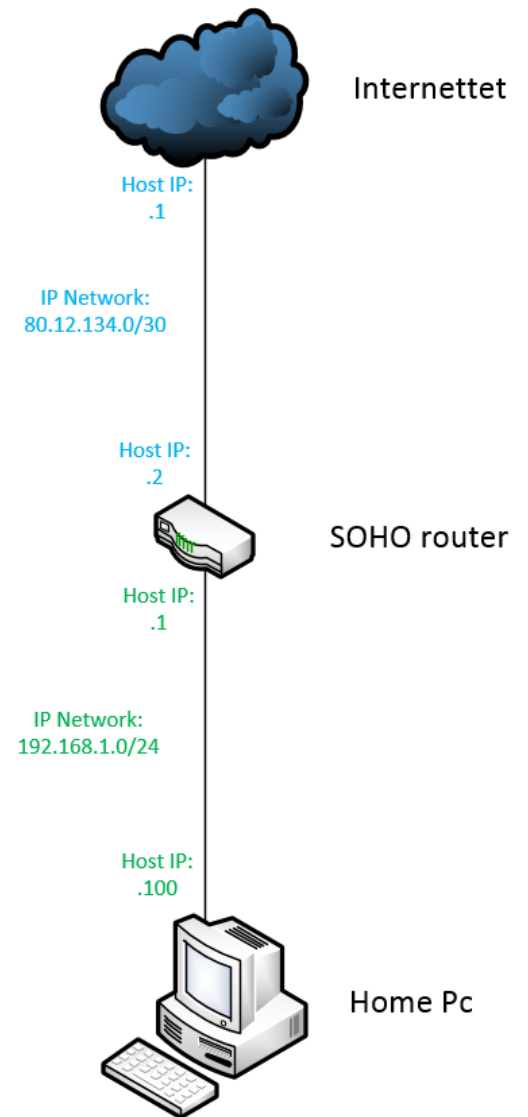 Internettet
Host IP:
.1
IP Network:
80.12.134.0/30
Host IP:
.2
SOHO router
Host IP:
.1
IP Network:
192.168.1.0/24
Host IP:
.100
Home Pc